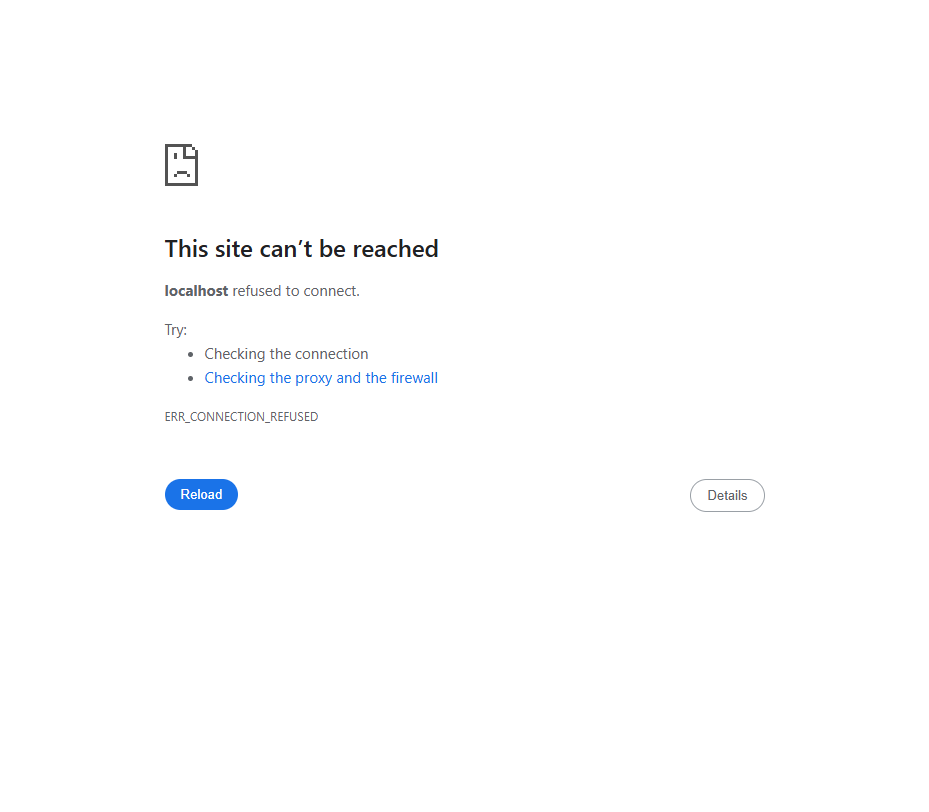 This site can’t be reached
localhost refused to connect.
Try:
Checking the connection
Checking the proxy and the firewall
ERR_CONNECTION_REFUSED
Reload
Details